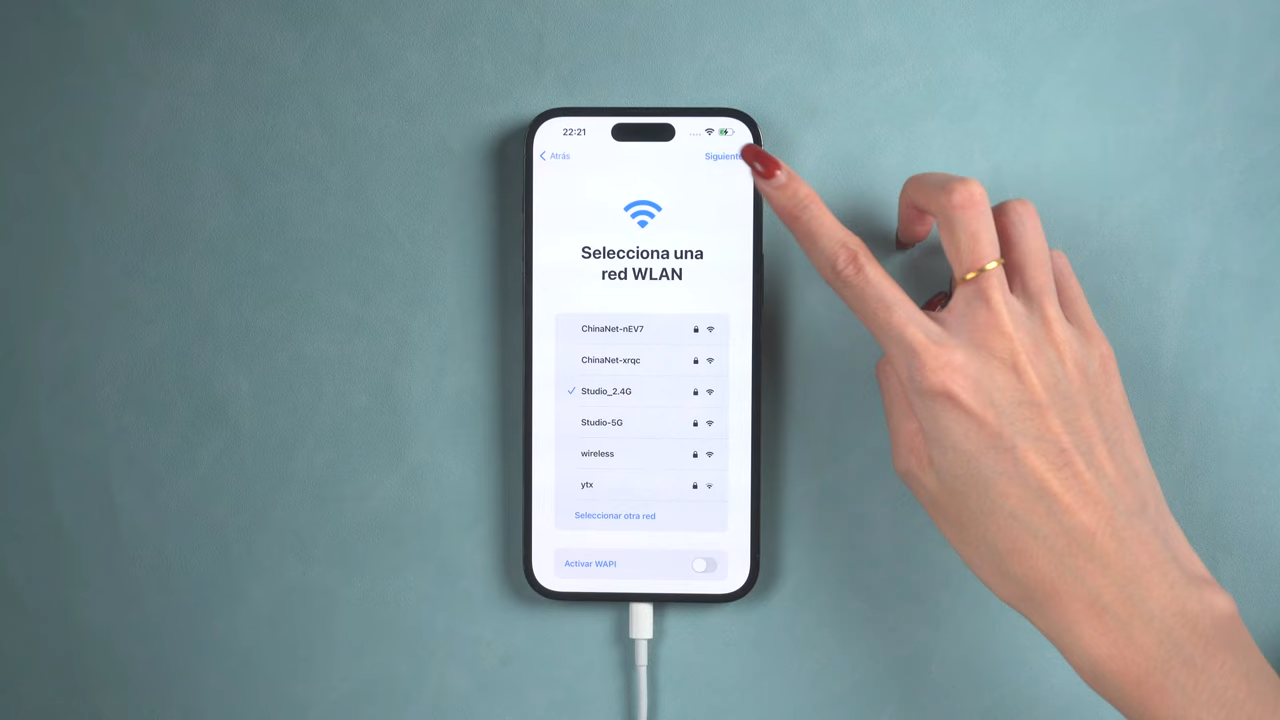 22:21
Atrás
Siguiente
Selecciona una
red WLAN
ChinaNet-nEV7
ChinaNet-xrqc
Studio_2.4G
Studio-5G
wireless
ytx
Seleccionar otra red
Activar WAPI